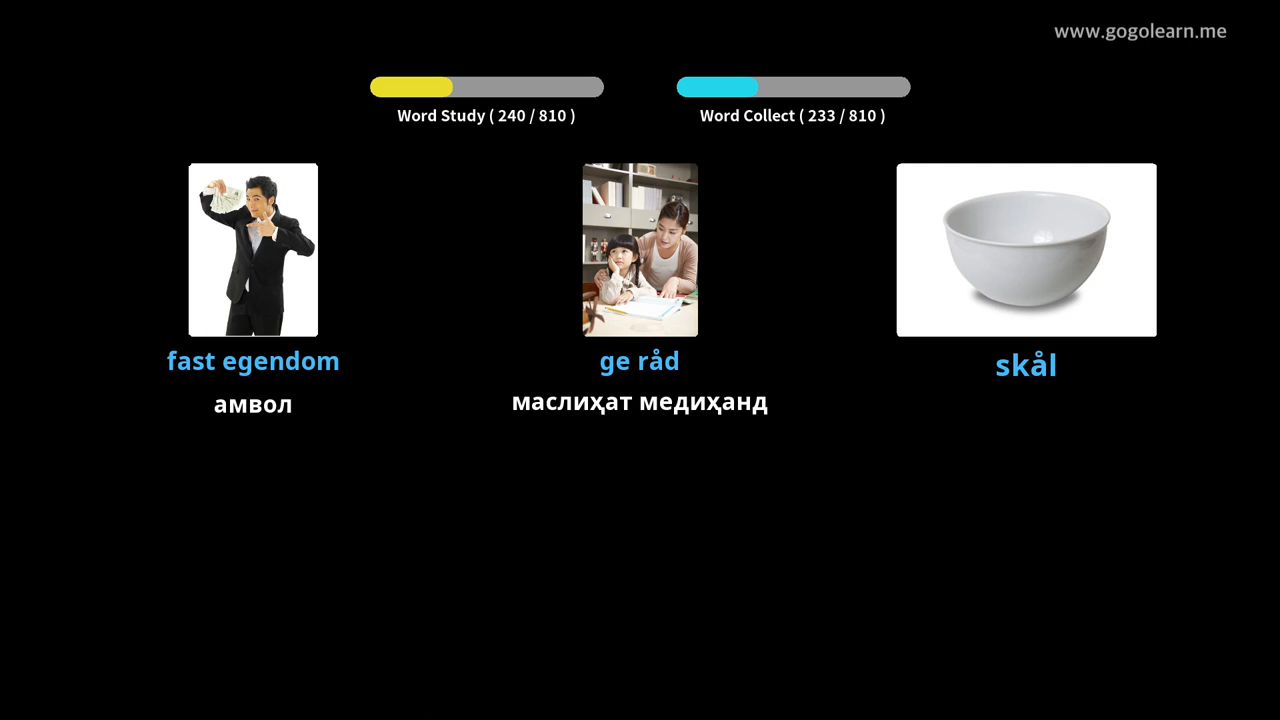 www.gogolearn.me
Word Study ( 240 / 810 )
Word Collect ( 233 / 810 )
fast egendom
ge råd
skål
амвол
маслиҳат медиҳанд